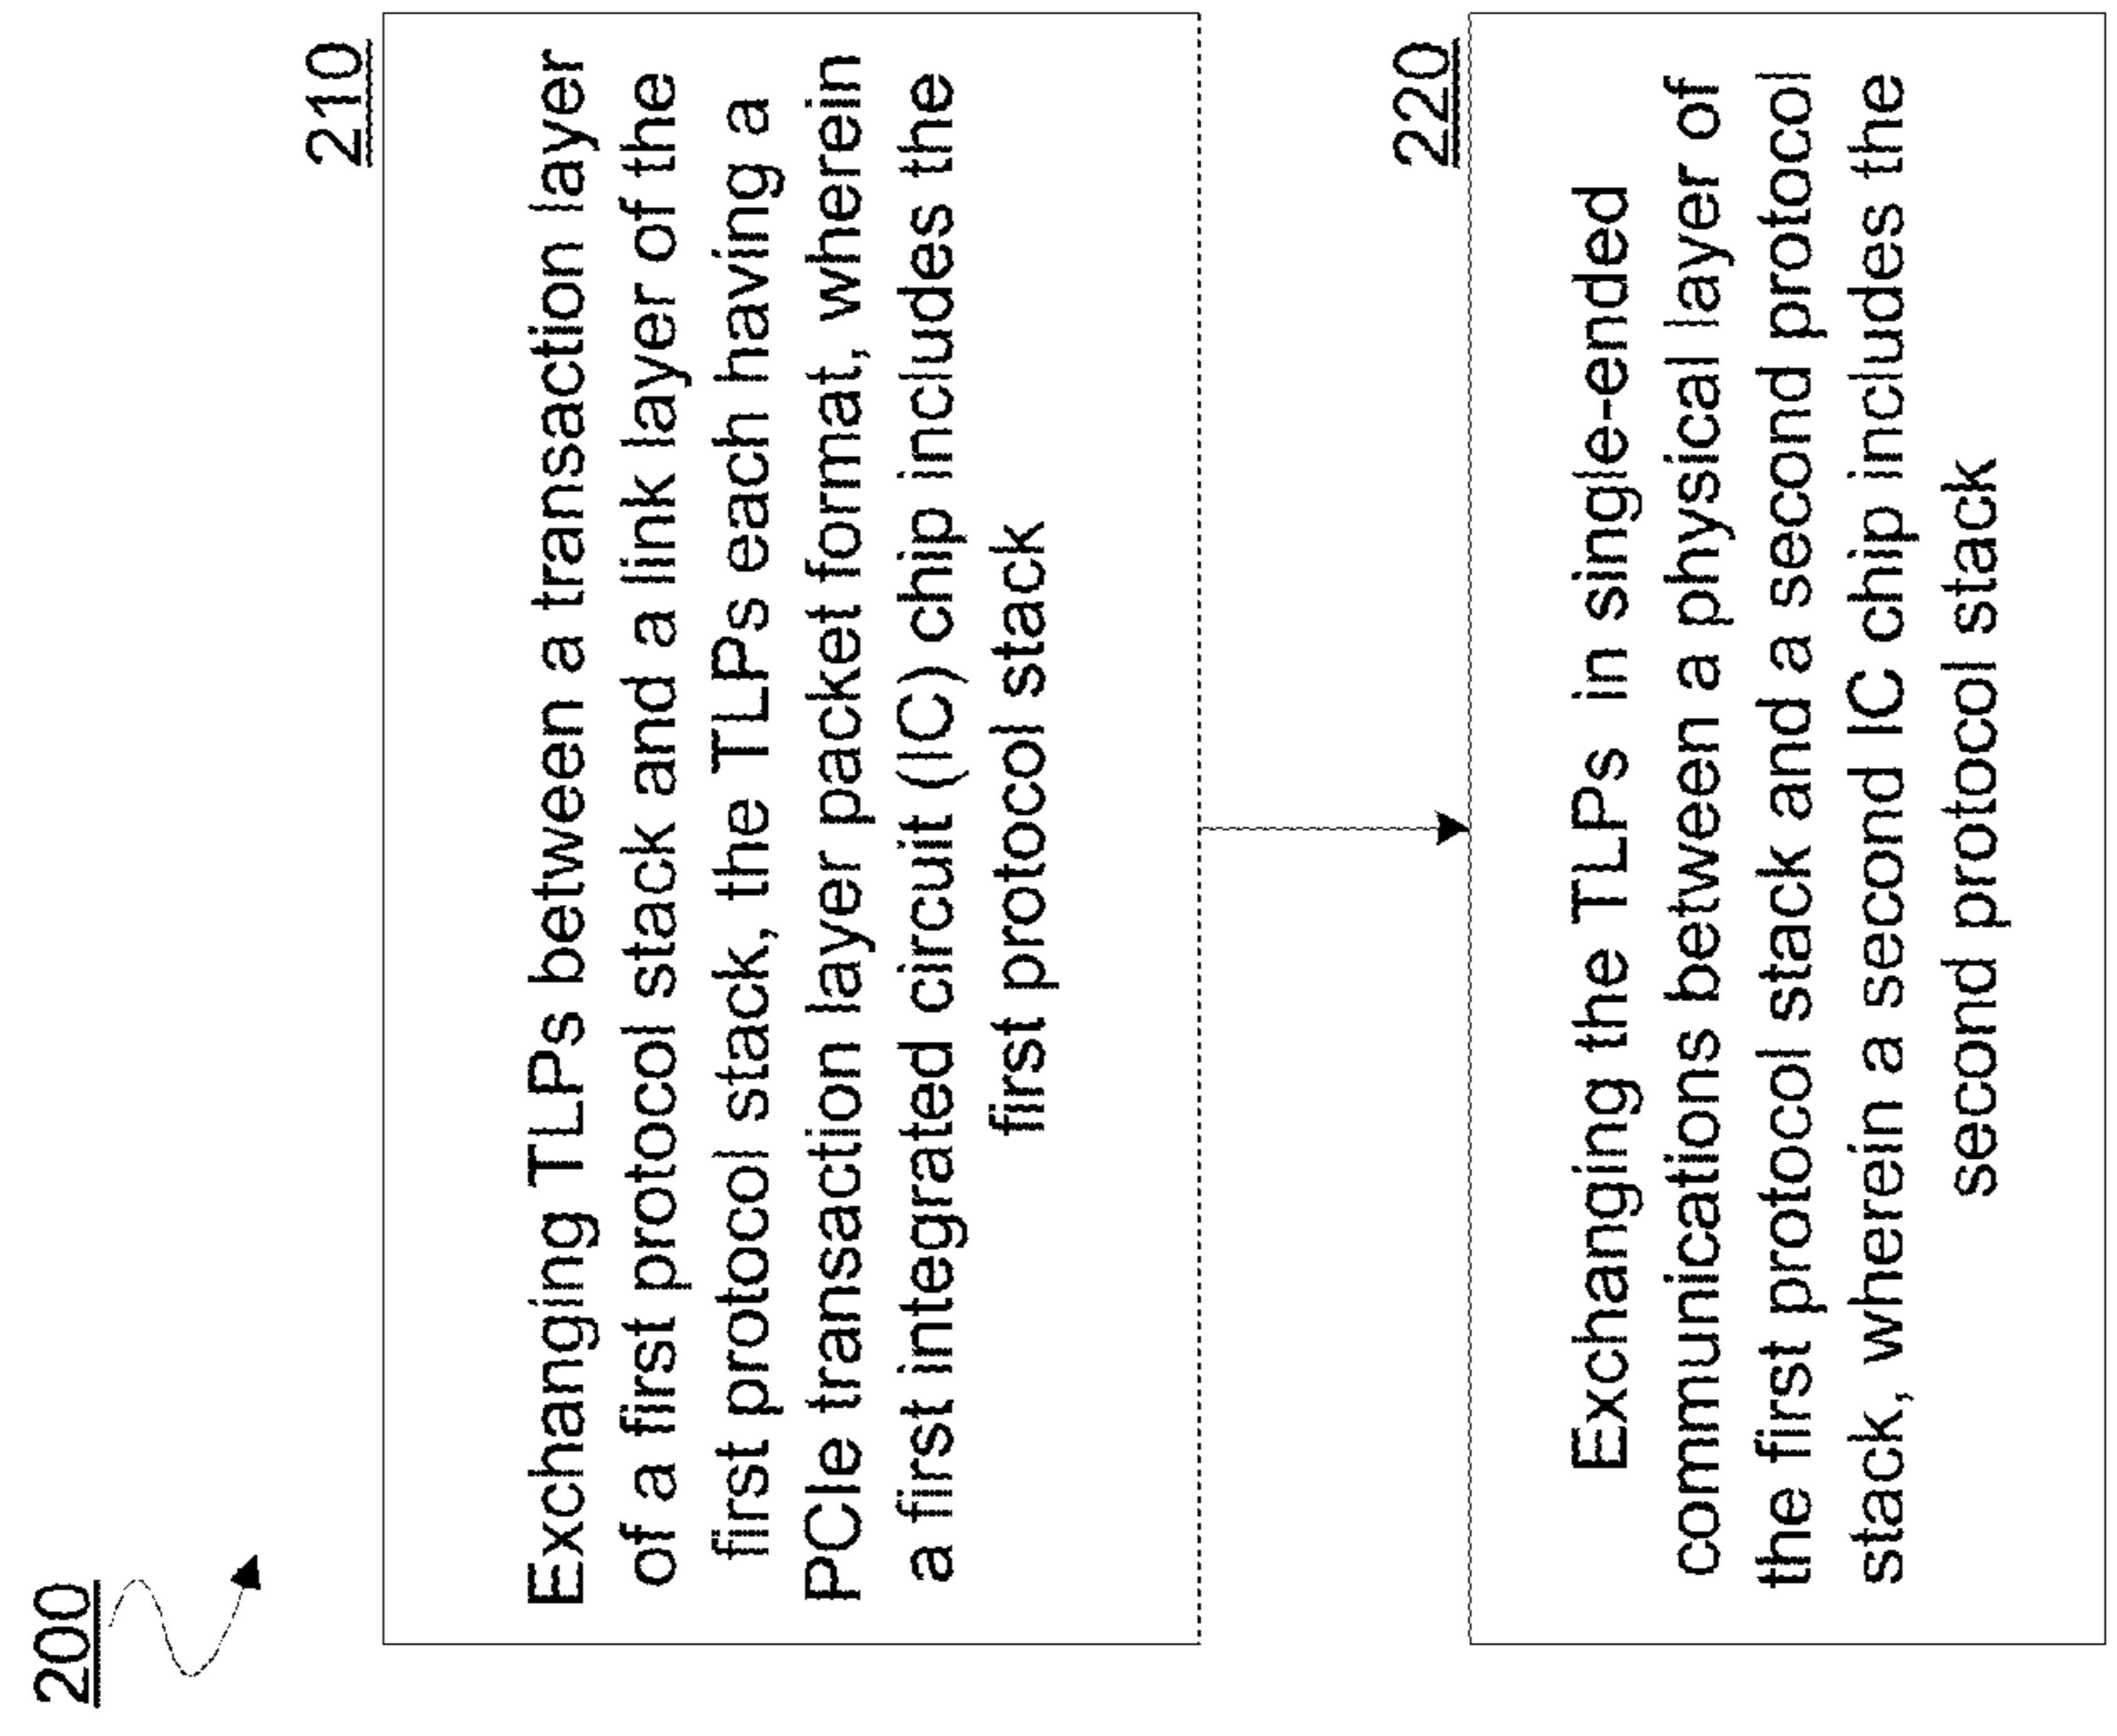 200
210
Exchanging TLPs between a transaction layer
of a first protocol stack and a link layer of the
first protocol stack, the TLPs each having a
PCIe transaction layer packet format, wherein
a first integrated circuit (IC) chip includes the
first protocol stack
220
Exchanging the TLPs in single-ended
communications between a physical layer of
the first protocol stack and a second protocol
stack, wherein a second IC chip includes the
second protocol stack